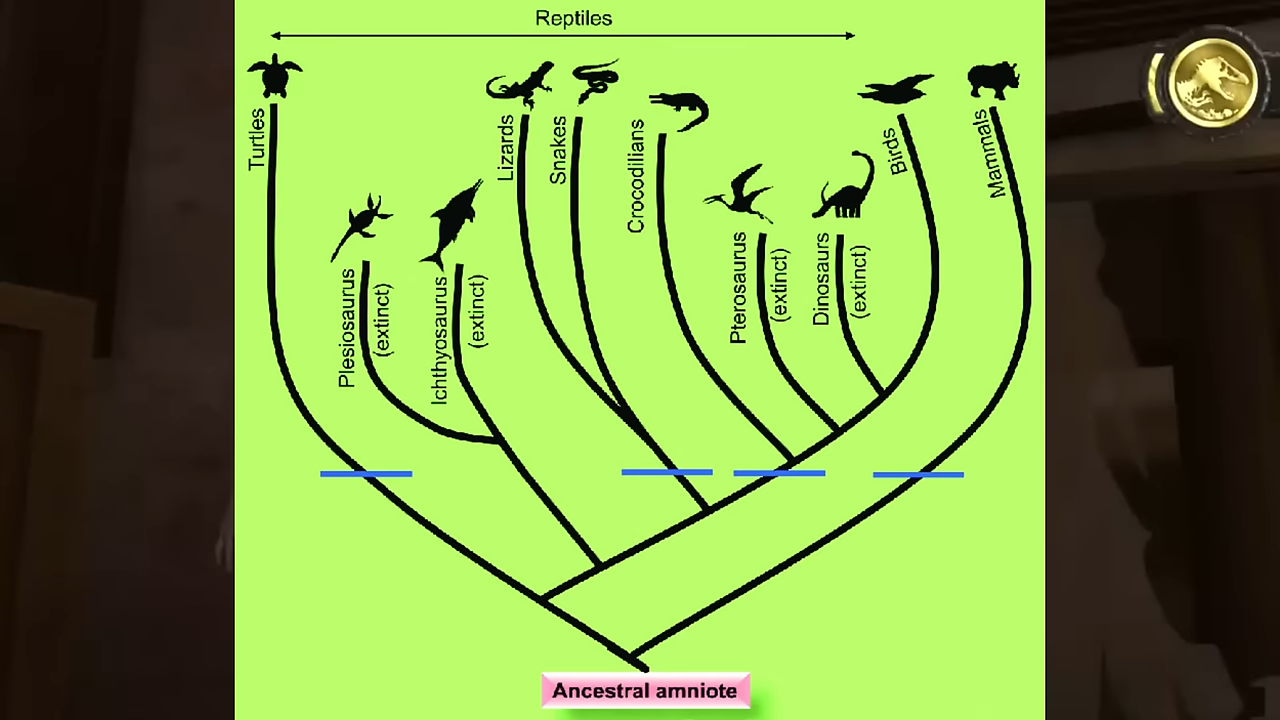 Reptiles
Turtles
Plesiosaurus
(extinct)
Ichthyosaurus
(extinct)
Lizards
Snakes
Crocodilians
Pterosaurus
(extinct)
Dinosaurs
(extinct)
Birds
Mammals
Ancestral amniote